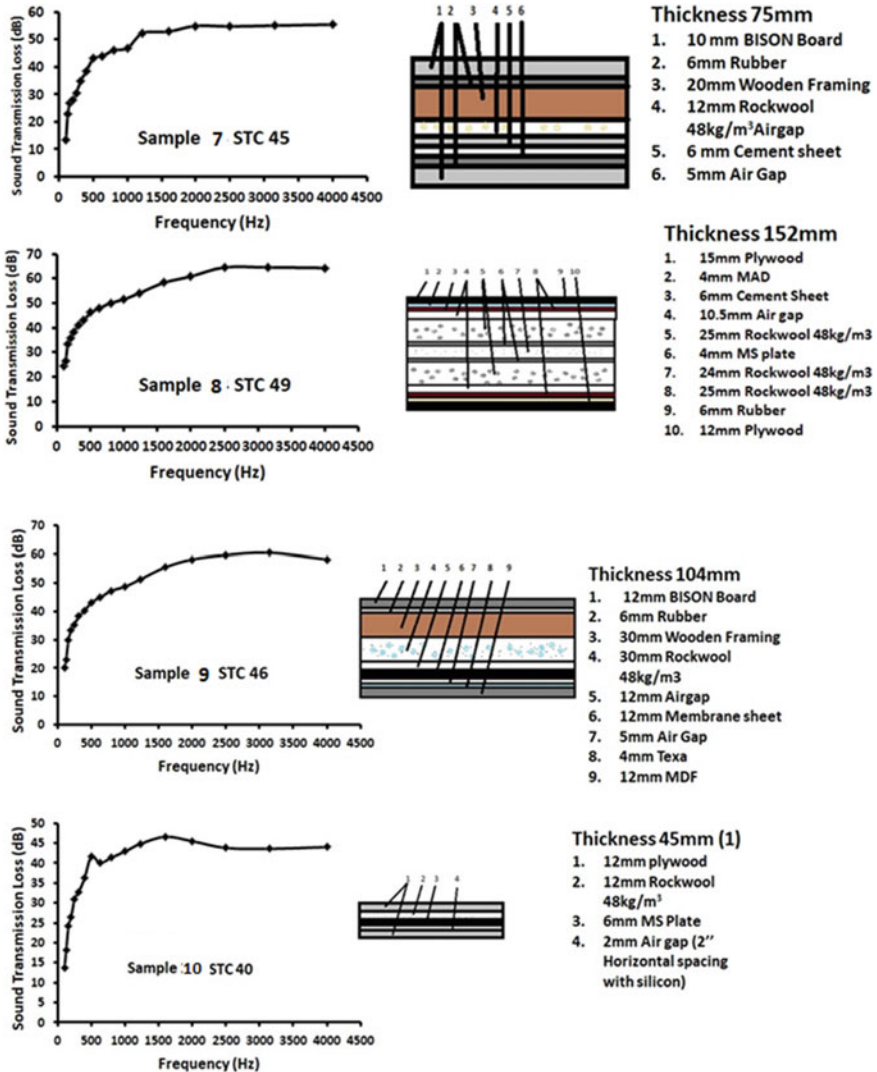 Sound Transmission Loss (dB)
60
50
40
30
20
10
0
0 500 1000 1500 2000 2500 3000 3500 4000 4500
Frequency (Hz)
Sample 7 STC 45
1 2 3 4 5 6
Thickness 75mm
1. 10 mm BISON Board
2. 6mm Rubber
3. 20mm Wooden Framing
4. 12mm Rockwool
48kg/m³Airgap
5. 6 mm Cement sheet
6. 5mm Air Gap
Sound Transmission Loss (dB)
70
60
50
40
30
20
10
0
0 500 1000 1500 2000 2500 3000 3500 4000 4500
Frequency (Hz)
Sample 8 STC 49
1 2 3 4 5 6 7 8 9 10
Thickness 152mm
1. 15mm Plywood
2. 4mm MAD
3. 6mm Cement Sheet
4. 10.5mm Air gap
5. 25mm Rockwool 48kg/m3
6. 4mm MS plate
7. 24mm Rockwool 48kg/m3
8. 25mm Rockwool 48kg/m3
9. 6mm Rubber
10. 12mm Plywood
Sound Transmission Loss (dB)
70
60
50
40
30
20
10
0
0 500 1000 1500 2000 2500 3000 3500 4000 4500
Frequency (Hz)
Sample 9 STC 46
1 2 3 4 5 6 7 8 9
Thickness 104mm
1. 12mm BISON Board
2. 6mm Rubber
3. 30mm Wooden Framing
4. 30mm Rockwool
48kg/m3
5. 12mm Airgap
6. 12mm Membrane sheet
7. 5mm Air Gap
8. 4mm Texa
9. 12mm MDF
Sound Transmission Loss (dB)
50
45
40
35
30
25
20
15
10
5
0
0 500 1000 1500 2000 2500 3000 3500 4000 4500
Frequency (Hz)
Sample 10 STC 40
1 2 3 4
Thickness 45mm (1)
1. 12mm plywood
2. 12mm Rockwool
48kg/m³
3. 6mm MS Plate
4. 2mm Air gap (2’’
Horizontal spacing
with silicon)